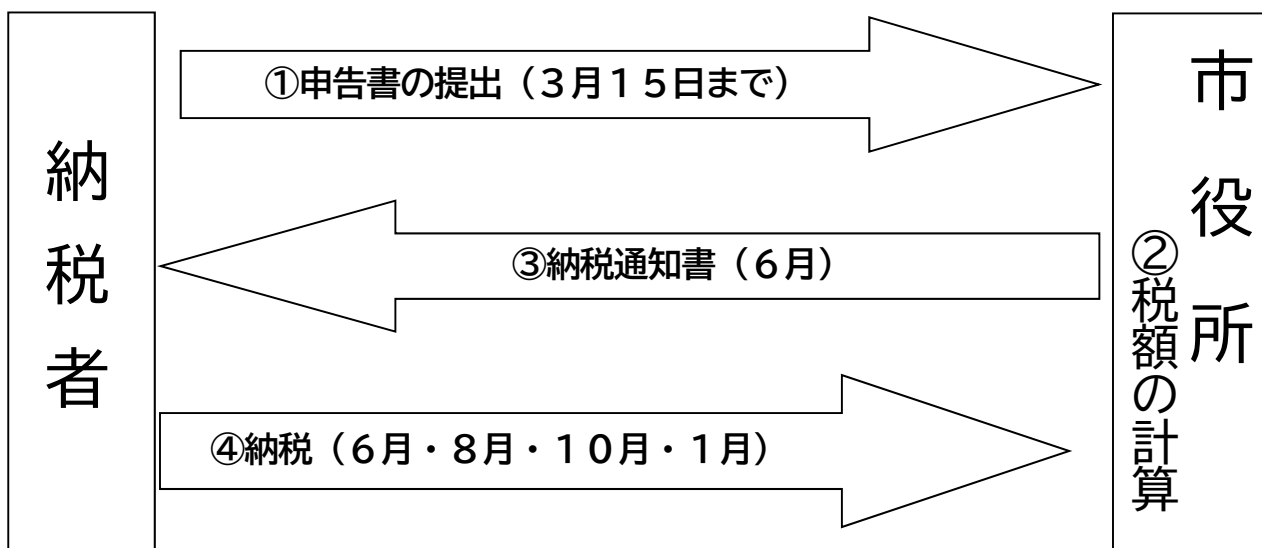 納税者
①申告書の提出（３月１５日まで）
③納税通知書（６月）
④納税（６月・８月・１０月・１月）
市役所
②税額の計算